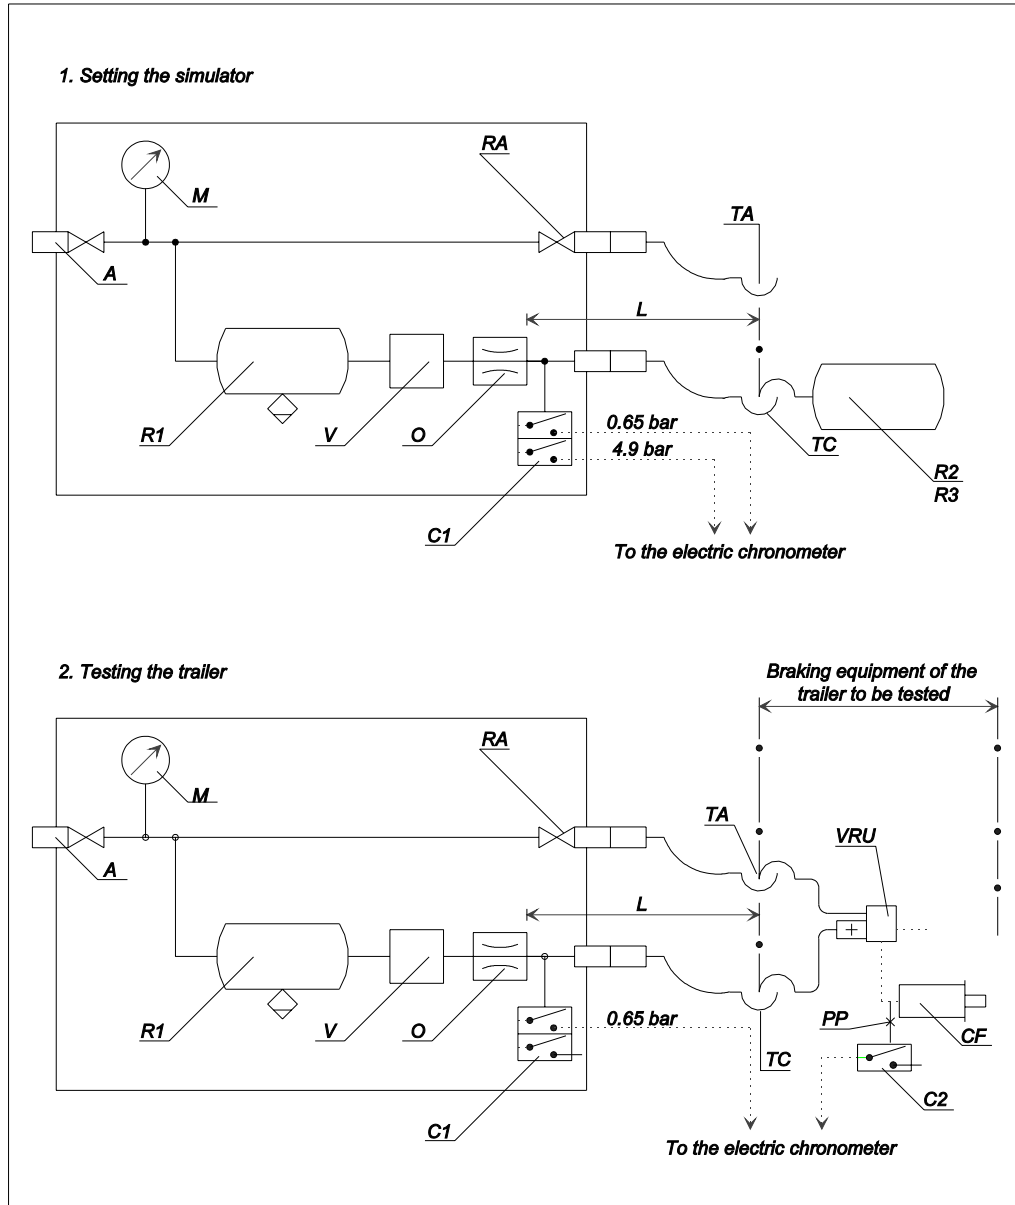 1. Setting the simulator
RA
M
TA
A
L
R1
V
O
0.65 bar
4.9 bar
TC
R2
R3
C1
To the electric chronometer
2. Testing the trailer
Braking equipment of the
trailer to be tested
RA
M
TA
VRU
A
L
R1
V
O
0.65 bar
PP
CF
TC
C2
C1
To the electric chronometer